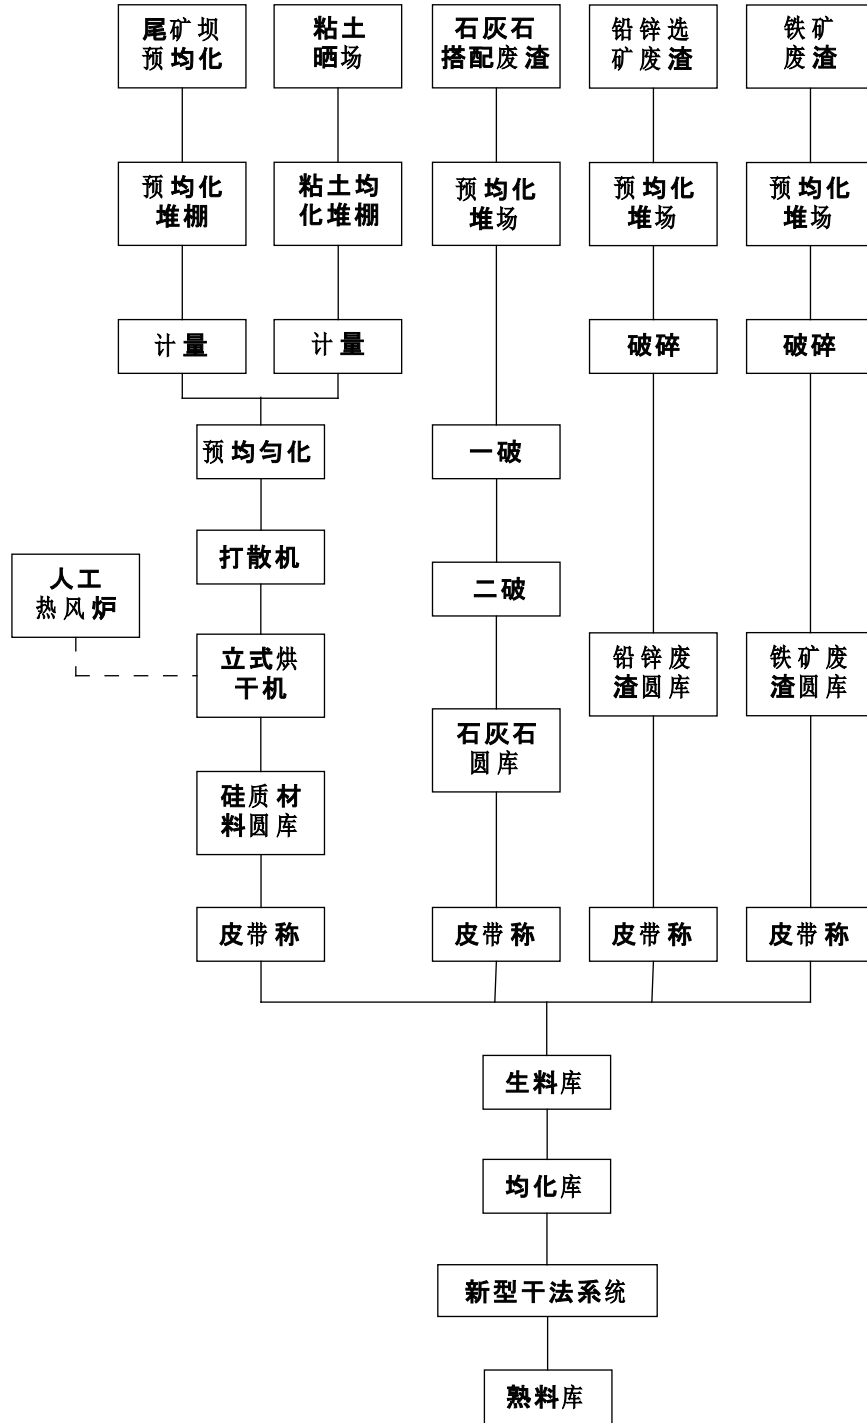 尾矿坝
预均化
粘土
晒场
石灰石
搭配废渣
铅锌选
矿废渣
铁矿
废渣
预均化
堆棚
粘土均
化堆棚
预均化
堆场
预均化
堆场
预均化
堆场
计量
计量
破碎
破碎
预均匀化
一破
打散机
人工
热风炉
二破
立式烘
干机
铅锌废
渣圆库
铁矿废
渣圆库
石灰石
圆库
硅质材
料圆库
皮带称
皮带称
皮带称
皮带称
生料库
均化库
新型干法系统
熟料库